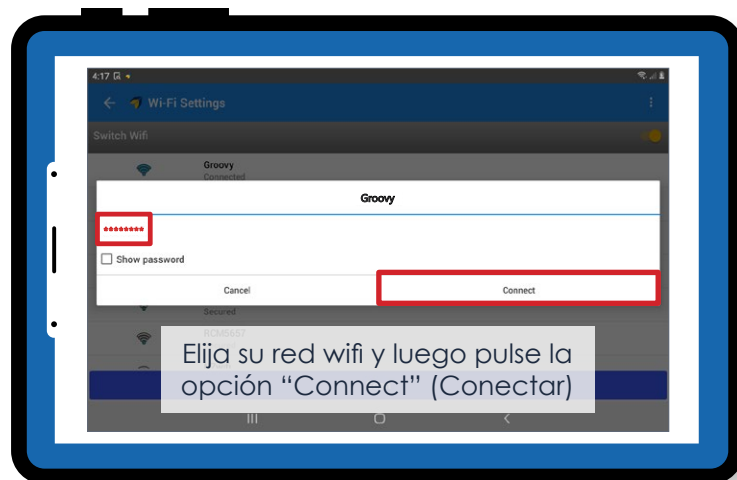 4:17
Wi-Fi Settings
Switch Wifi
Groovy
Connected
Groovy
********
Show password
Cancel
Connect
Secured
RCM5657
Elija su red wifi y luego pulse la
opción “Connect” (Conectar)